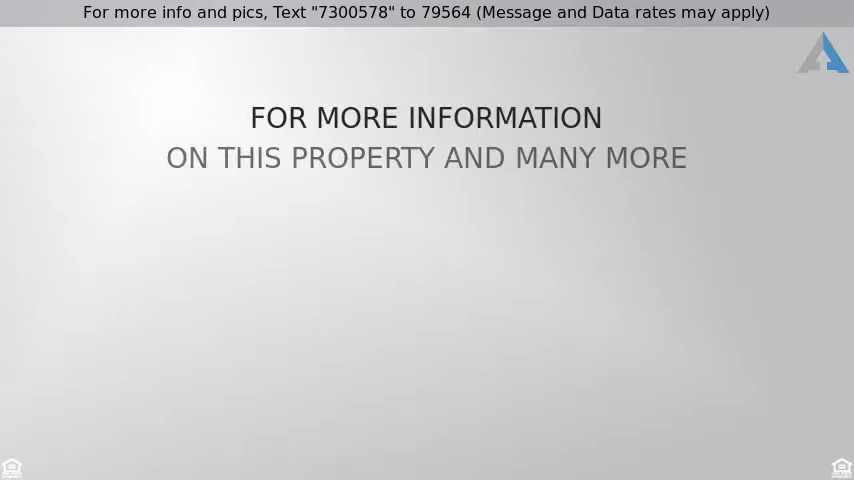 For more info and pics, Text "7300578" to 79564 (Message and Data rates may apply)
FOR MORE INFORMATION
ON THIS PROPERTY AND MANY MORE